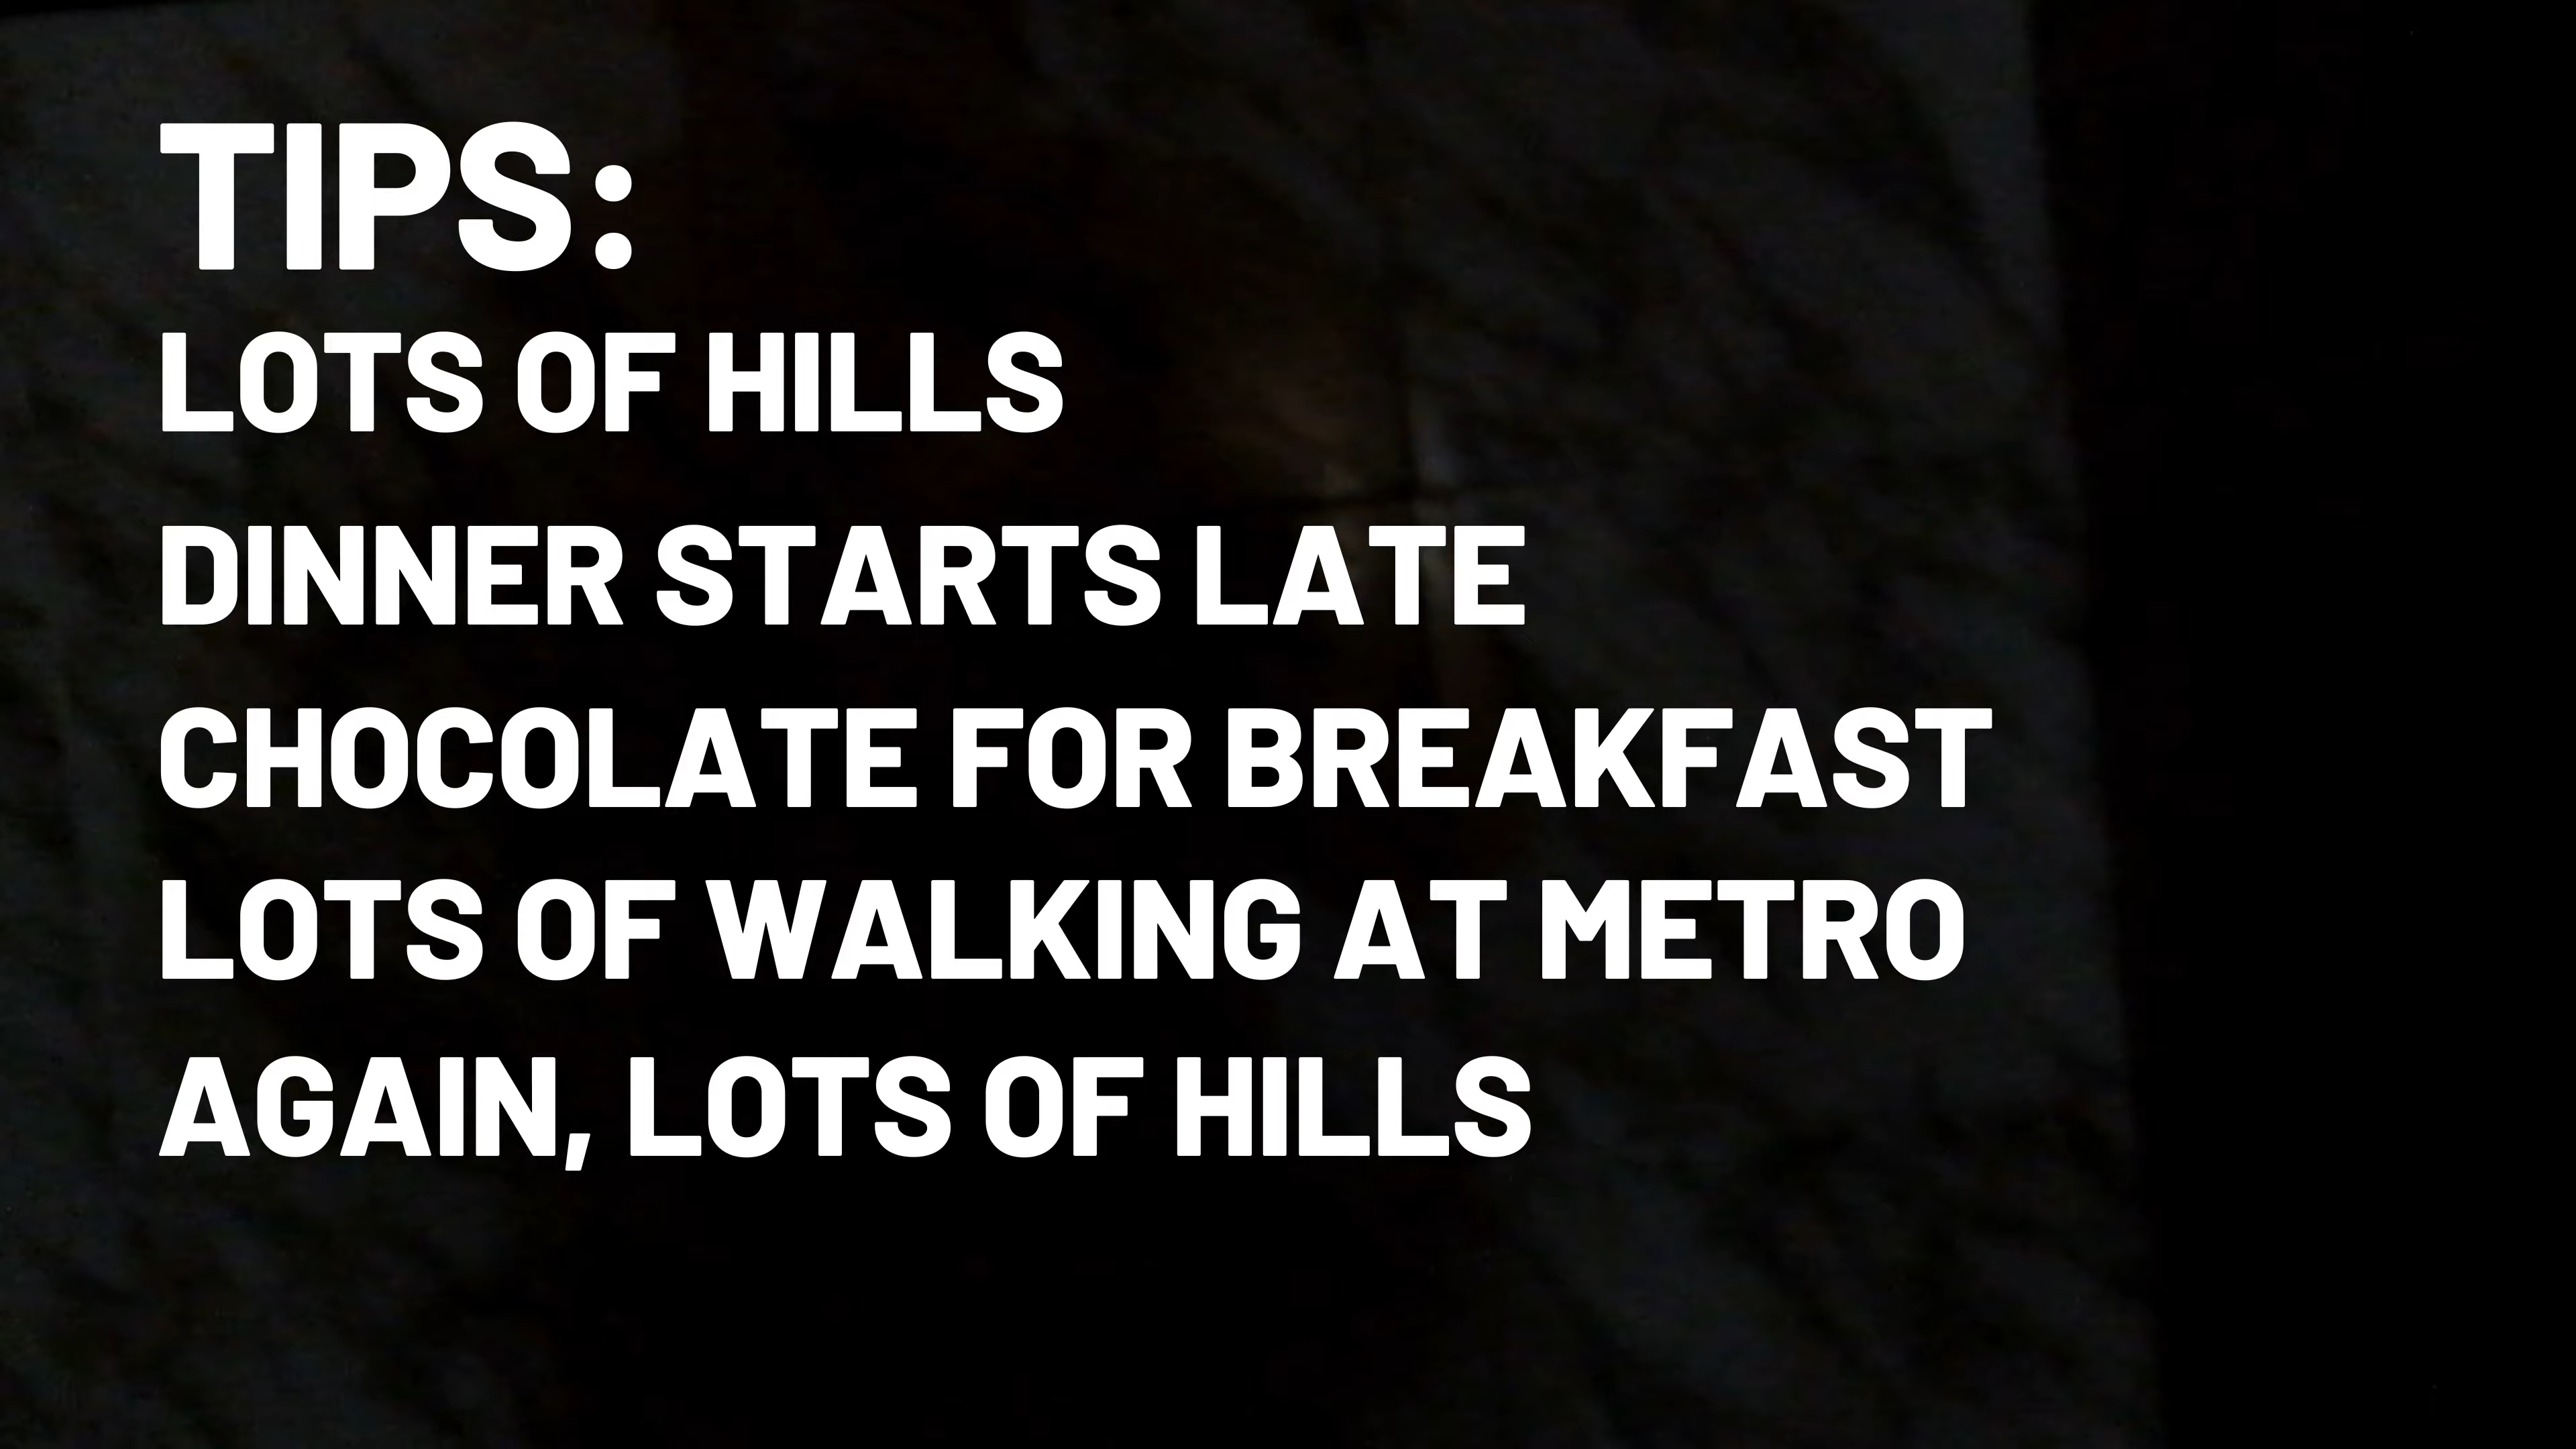 TIPS:
LOTS OF HILLS
DINNER STARTS LATE
CHOCOLATE FOR BREAKFAST
LOTS OF WALKING AT METRO
AGAIN, LOTS OF HILLS